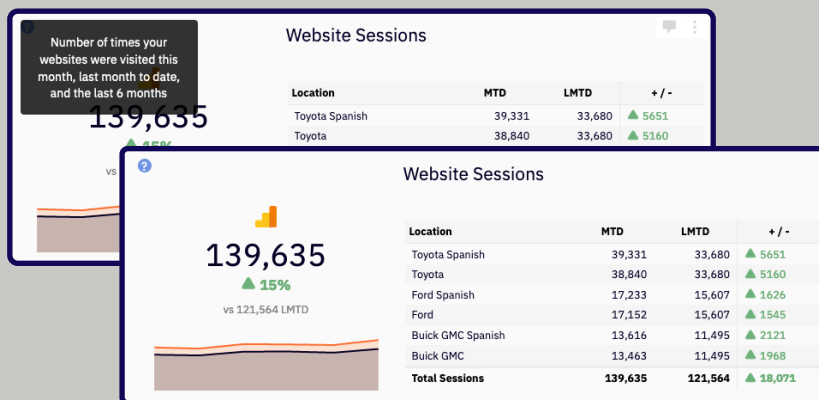 Number of times your
websites were visited this
month, last month to date,
and the last 6 months
Website Sessions
139,635
15%
vs
Location MTD LMTD + / -
Toyota Spanish 39,331 33,680 5651
Toyota 38,840 33,680 5160
?
Website Sessions
139,635
15%
vs 121,564 LMTD
Location MTD LMTD + / -
Toyota Spanish 39,331 33,680 5651
Toyota 38,840 33,680 5160
Ford Spanish 17,233 15,607 1626
Ford 17,152 15,607 1545
Buick GMC Spanish 13,616 11,495 2121
Buick GMC 13,463 11,495 1968
Total Sessions 139,635 121,564 18,071